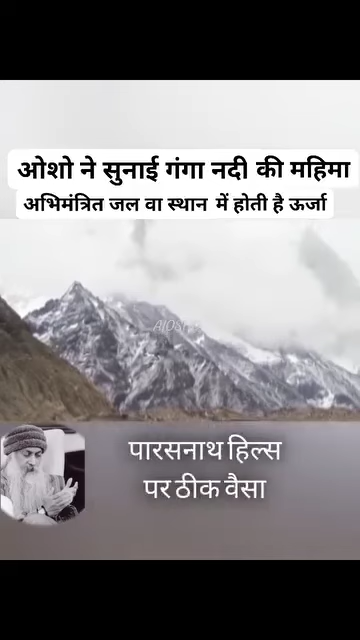 ओशो ने सुनाई गंगा नदी की महिमा
अभिमंत्रित जल वा स्थान में होती है ऊर्जा
पारसनाथ हिल्स
पर ठीक वैसा